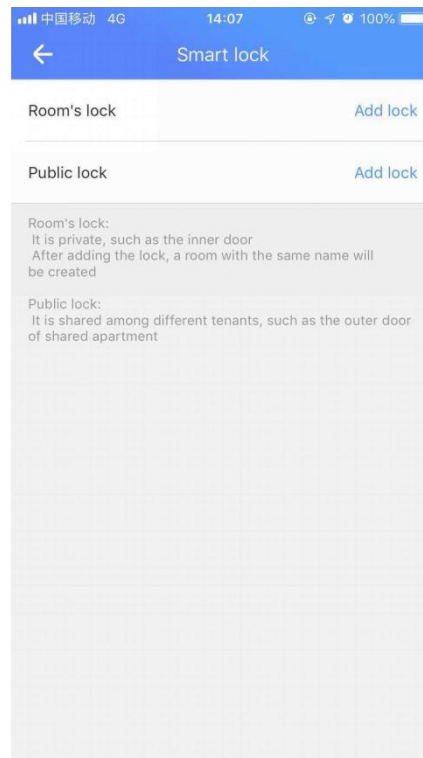 中国移动 4G 14:07 100%
Smart lock
Room's lock Add lock
Public lock Add lock
Room's lock:
It is private, such as the inner door
After adding the lock, a room with the same name will
be created
Public lock:
It is shared among different tenants, such as the outer door
of shared apartment